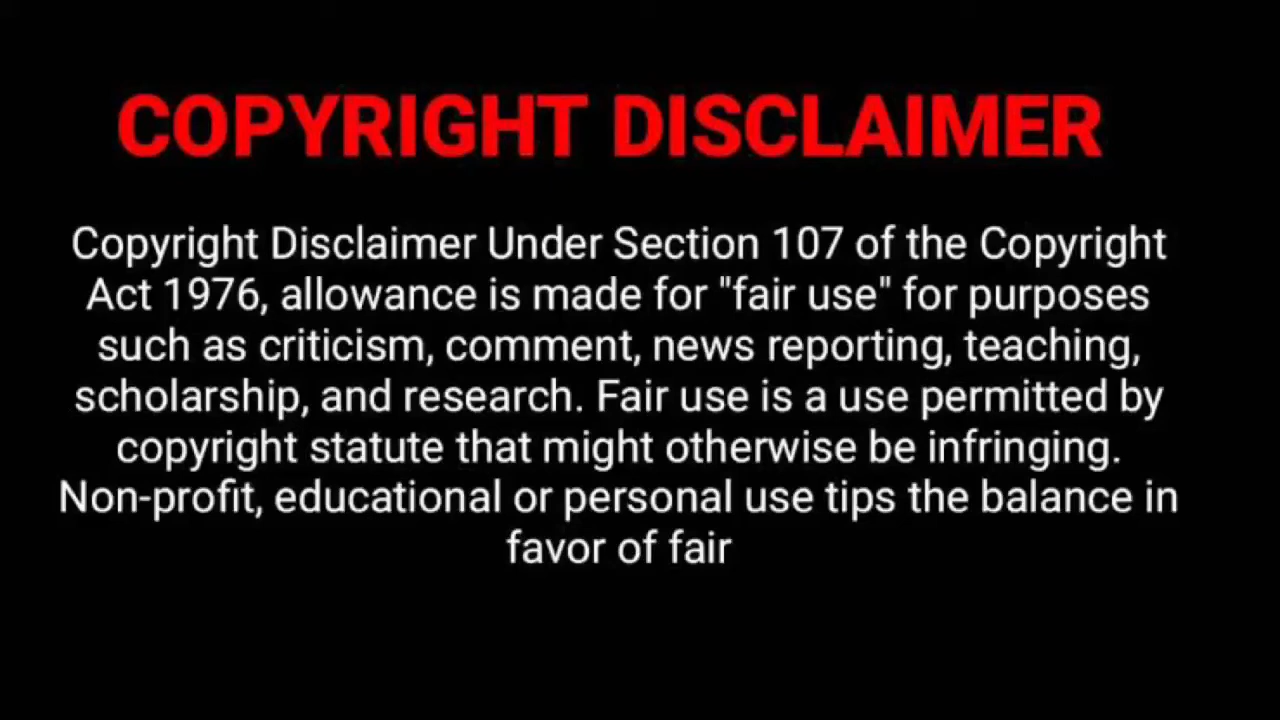 COPYRIGHT DISCLAIMER
Copyright Disclaimer Under Section 107 of the Copyright
Act 1976, allowance is made for "fair use" for purposes
such as criticism, comment, news reporting, teaching,
scholarship, and research. Fair use is a use permitted by
copyright statute that might otherwise be infringing.
Non-profit, educational or personal use tips the balance in
favor of fair